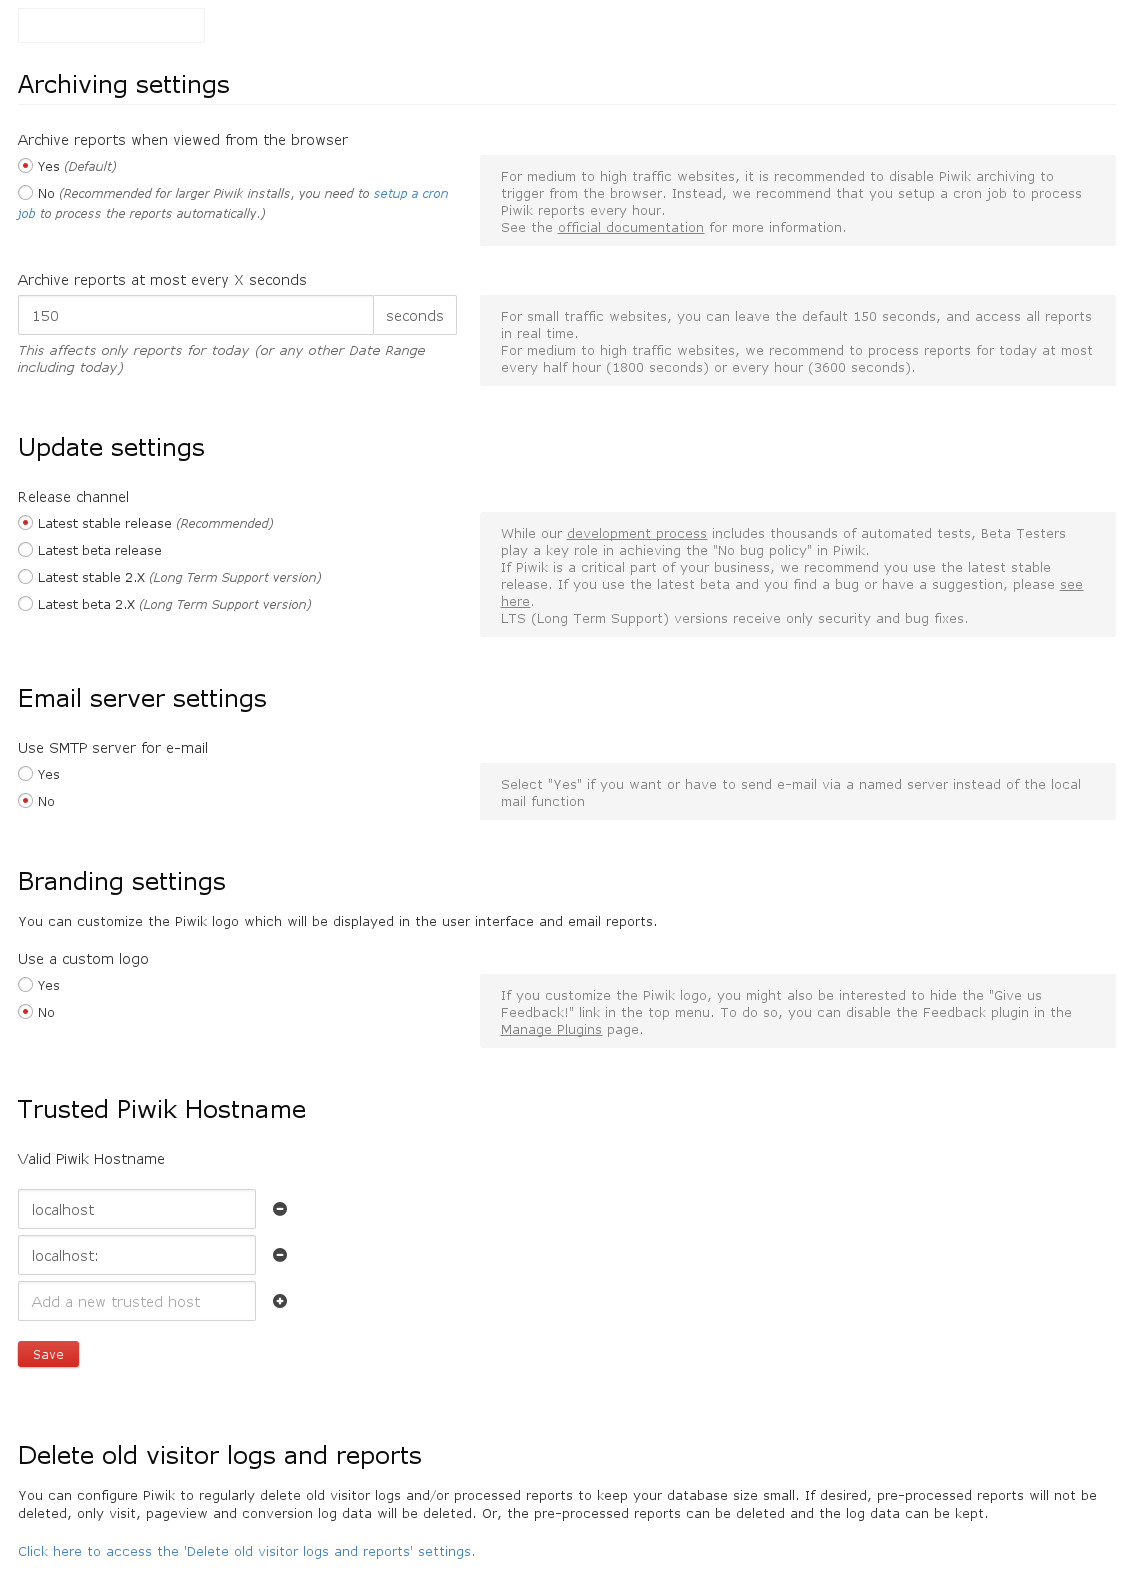 Archiving settings
Archive reports when viewed from the browser
Yes (Default)
No (Recommended for larger Piwik installs, you need to setup a cron
job to process the reports automatically.)
For medium to high traffic websites, it is recommended to disable Piwik archiving to
trigger from the browser. Instead, we recommend that you setup a cron job to process
Piwik reports every hour.
See the official documentation for more information.
Archive reports at most every X seconds
150 seconds
This affects only reports for today (or any other Date Range
including today)
For small traffic websites, you can leave the default 150 seconds, and access all reports
in real time.
For medium to high traffic websites, we recommend to process reports for today at most
every half hour (1800 seconds) or every hour (3600 seconds).
Update settings
Release channel
Latest stable release (Recommended)
Latest beta release
Latest stable 2.X (Long Term Support version)
Latest beta 2.X (Long Term Support version)
While our development process includes thousands of automated tests, Beta Testers
play a key role in achieving the "No bug policy" in Piwik.
If Piwik is a critical part of your business, we recommend you use the latest stable
release. If you use the latest beta and you find a bug or have a suggestion, please see
here.
LTS (Long Term Support) versions receive only security and bug fixes.
Email server settings
Use SMTP server for e-mail
Yes
No
Select "Yes" if you want or have to send e-mail via a named server instead of the local
mail function
Branding settings
You can customize the Piwik logo which will be displayed in the user interface and email reports.
Use a custom logo
Yes
No
If you customize the Piwik logo, you might also be interested to hide the "Give us
Feedback!" link in the top menu. To do so, you can disable the Feedback plugin in the
Manage Plugins page.
Trusted Piwik Hostname
Valid Piwik Hostname
localhost
localhost:
Add a new trusted host
Save
Delete old visitor logs and reports
You can configure Piwik to regularly delete old visitor logs and/or processed reports to keep your database size small. If desired, pre-processed reports will not be
deleted, only visit, pageview and conversion log data will be deleted. Or, the pre-processed reports can be deleted and the log data can be kept.
Click here to access the 'Delete old visitor logs and reports' settings.